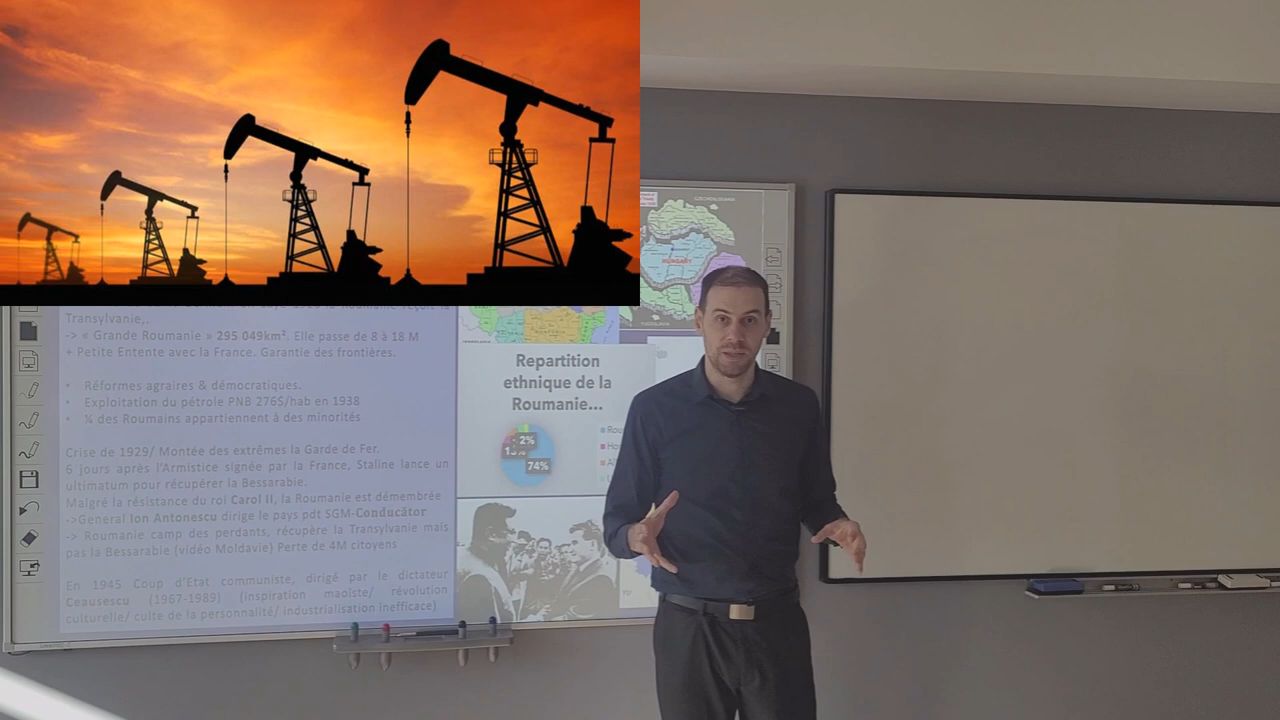 Transylvanie,.
-> « Grande Roumanie » 295 049km². Elle passe de 8 à 18 M
+ Petite Entente avec la France. Garantie des frontières.
• Réformes agraires & démocratiques.
• Exploitation du pétrole PNB 276S/hab en 1938
• ¼ des Roumains appartiennent à des minorités
Crise de 1929/ Montée des extrêmes la Garde de Fer.
6 jours après l'Armistice signée par la France, Staline lance un
ultimatum pour récupérer la Bessarabie.
Malgré la résistance du roi Carol II, la Roumanie est démembrée
->General Ion Antonescu dirige le pays pdt SGM-Conducător
-> Roumanie camp des perdants, récupère la Transylvanie mais
pas la Bessarabie (vidéo Moldavie) Perte de 4M citoyens
En 1945 Coup d'Etat communiste, dirigé par le dictateur
Ceausescu (1967-1989) (inspiration maoïste/ révolution
culturelle/ culte de la personnalité/ industrialisation inefficace)
Repartition
ethnique de la
Roumanie...
2%
74%
HUNGARY